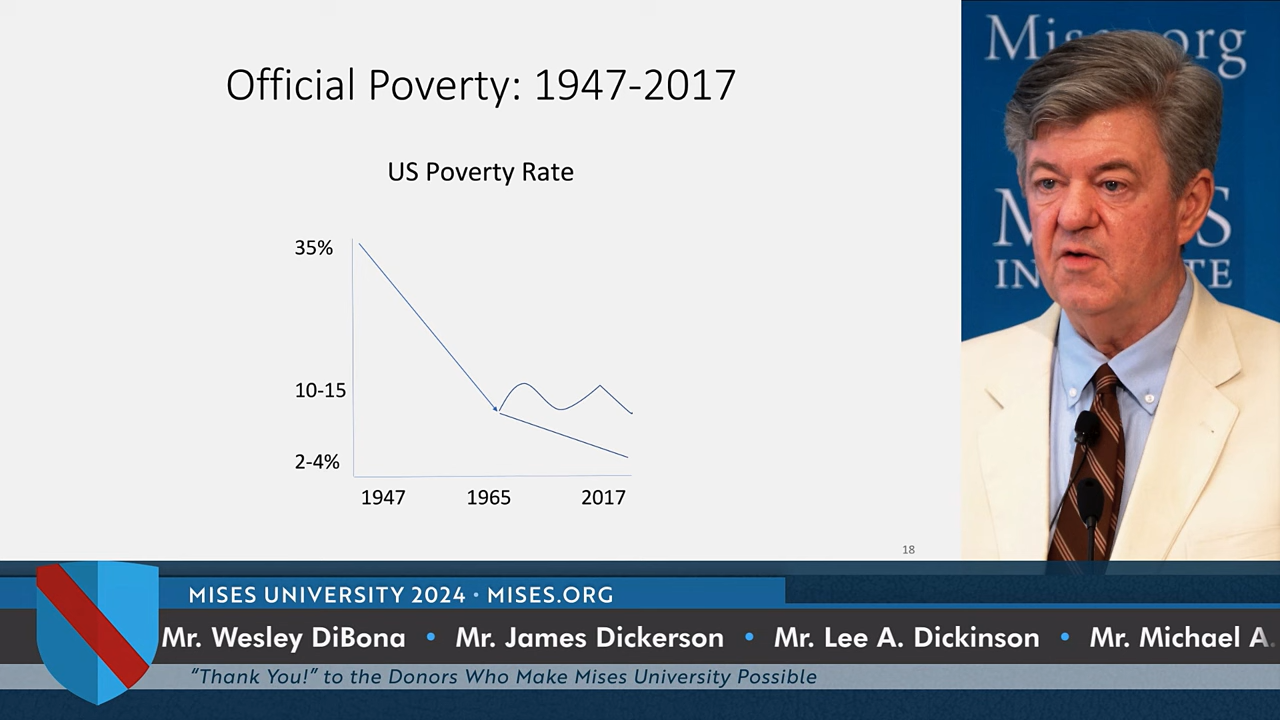 Official Poverty: 1947-2017
US Poverty Rate
35%
10-15
2-4%
1947 1965 2017
18
Mises.org
INSTITUTE
MISES UNIVERSITY 2024 • MISES.ORG
Mr. Wesley DiBona • Mr. James Dickerson • Mr. Lee A. Dickinson • Mr. Michael A.
“Thank You!” to the Donors Who Make Mises University Possible